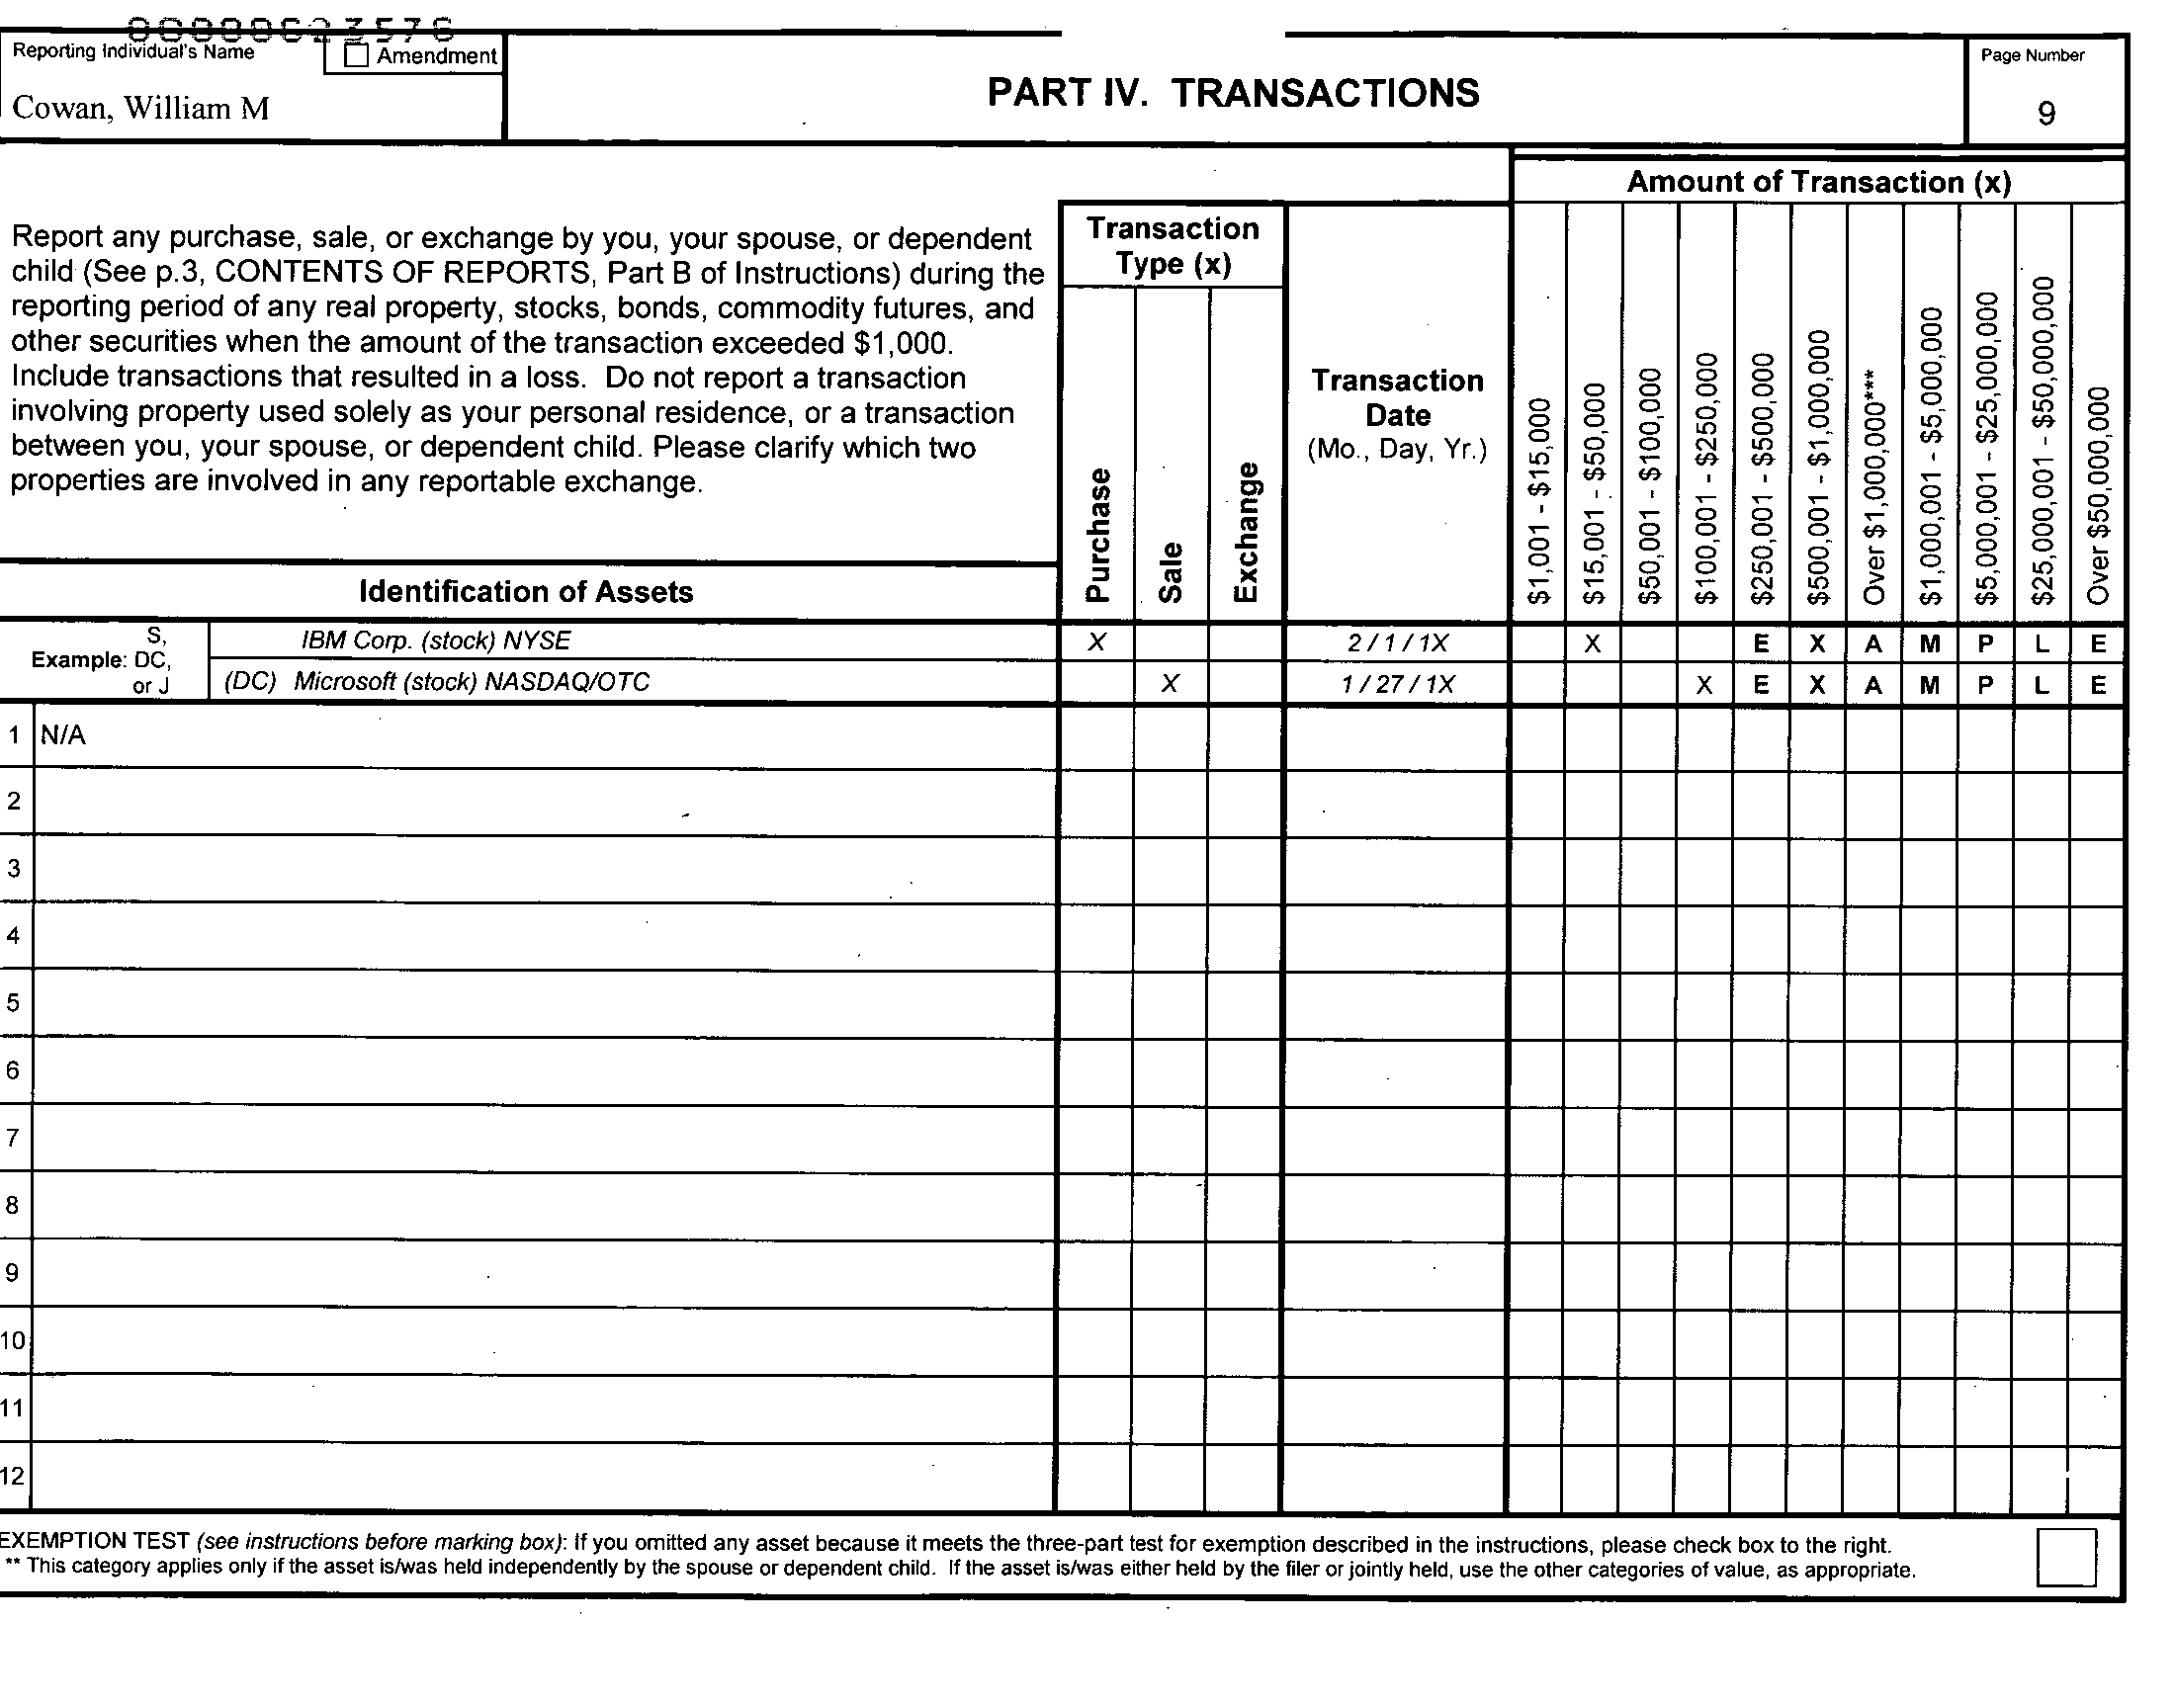 Reporting Individual's Name
Amendment
Cowan, William M
PART IV. TRANSACTIONS
Page Number
9
Report any purchase, sale, or exchange by you, your spouse, or dependent
child (See p.3, CONTENTS OF REPORTS, Part B of Instructions) during the
reporting period of any real property, stocks, bonds, commodity futures, and
other securities when the amount of the transaction exceeded $1,000.
Include transactions that resulted in a loss. Do not report a transaction
involving property used solely as your personal residence, or a transaction
between you, your spouse, or dependent child. Please clarify which two
properties are involved in any reportable exchange.
Identification of Assets
Transaction
Type (x)
Purchase
Sale
Exchange
Transaction
Date
(Mo., Day, Yr.)
Amount of Transaction (x)
$1,001 - $15,000
$15,001 - $50,000
$50,001 - $100,000
$100,001 - $250,000
$250,001 - $500,000
$500,001 - $1,000,000
Over $1,000,000***
$1,000,001 - $5,000,000
$5,000,001 - $25,000,000
$25,000,001 - $50,000,000
Over $50,000,000
Example: S, DC, or J
IBM Corp. (stock) NYSE X 2 / 1 / 1X X E X A M P L E
(DC) Microsoft (stock) NASDAQ/OTC X 1 / 27 / 1X X E X A M P L E
1 N/A
2
3
4
5
6
7
8
9
10
11
12
EXEMPTION TEST (see instructions before marking box): If you omitted any asset because it meets the three-part test for exemption described in the instructions, please check box to the right.
** This category applies only if the asset is/was held independently by the spouse or dependent child. If the asset is/was either held by the filer or jointly held, use the other categories of value, as appropriate.